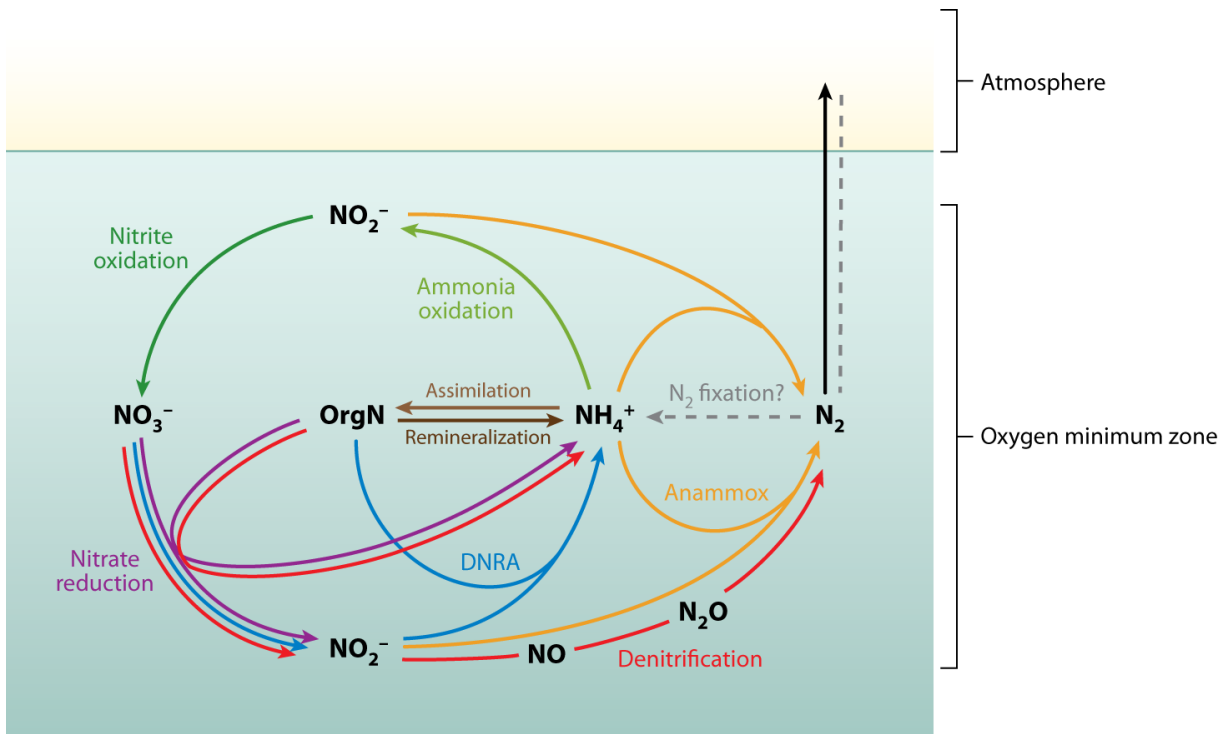 Atmosphere
NO₂⁻
Nitrite
oxidation
Ammonia
oxidation
Assimilation
N₂ fixation?
NO₃⁻
OrgN
NH₄⁺
N₂
Remineralization
Oxygen minimum zone
Anammox
Nitrate
reduction
DNRA
N₂O
NO₂⁻
NO
Denitrification